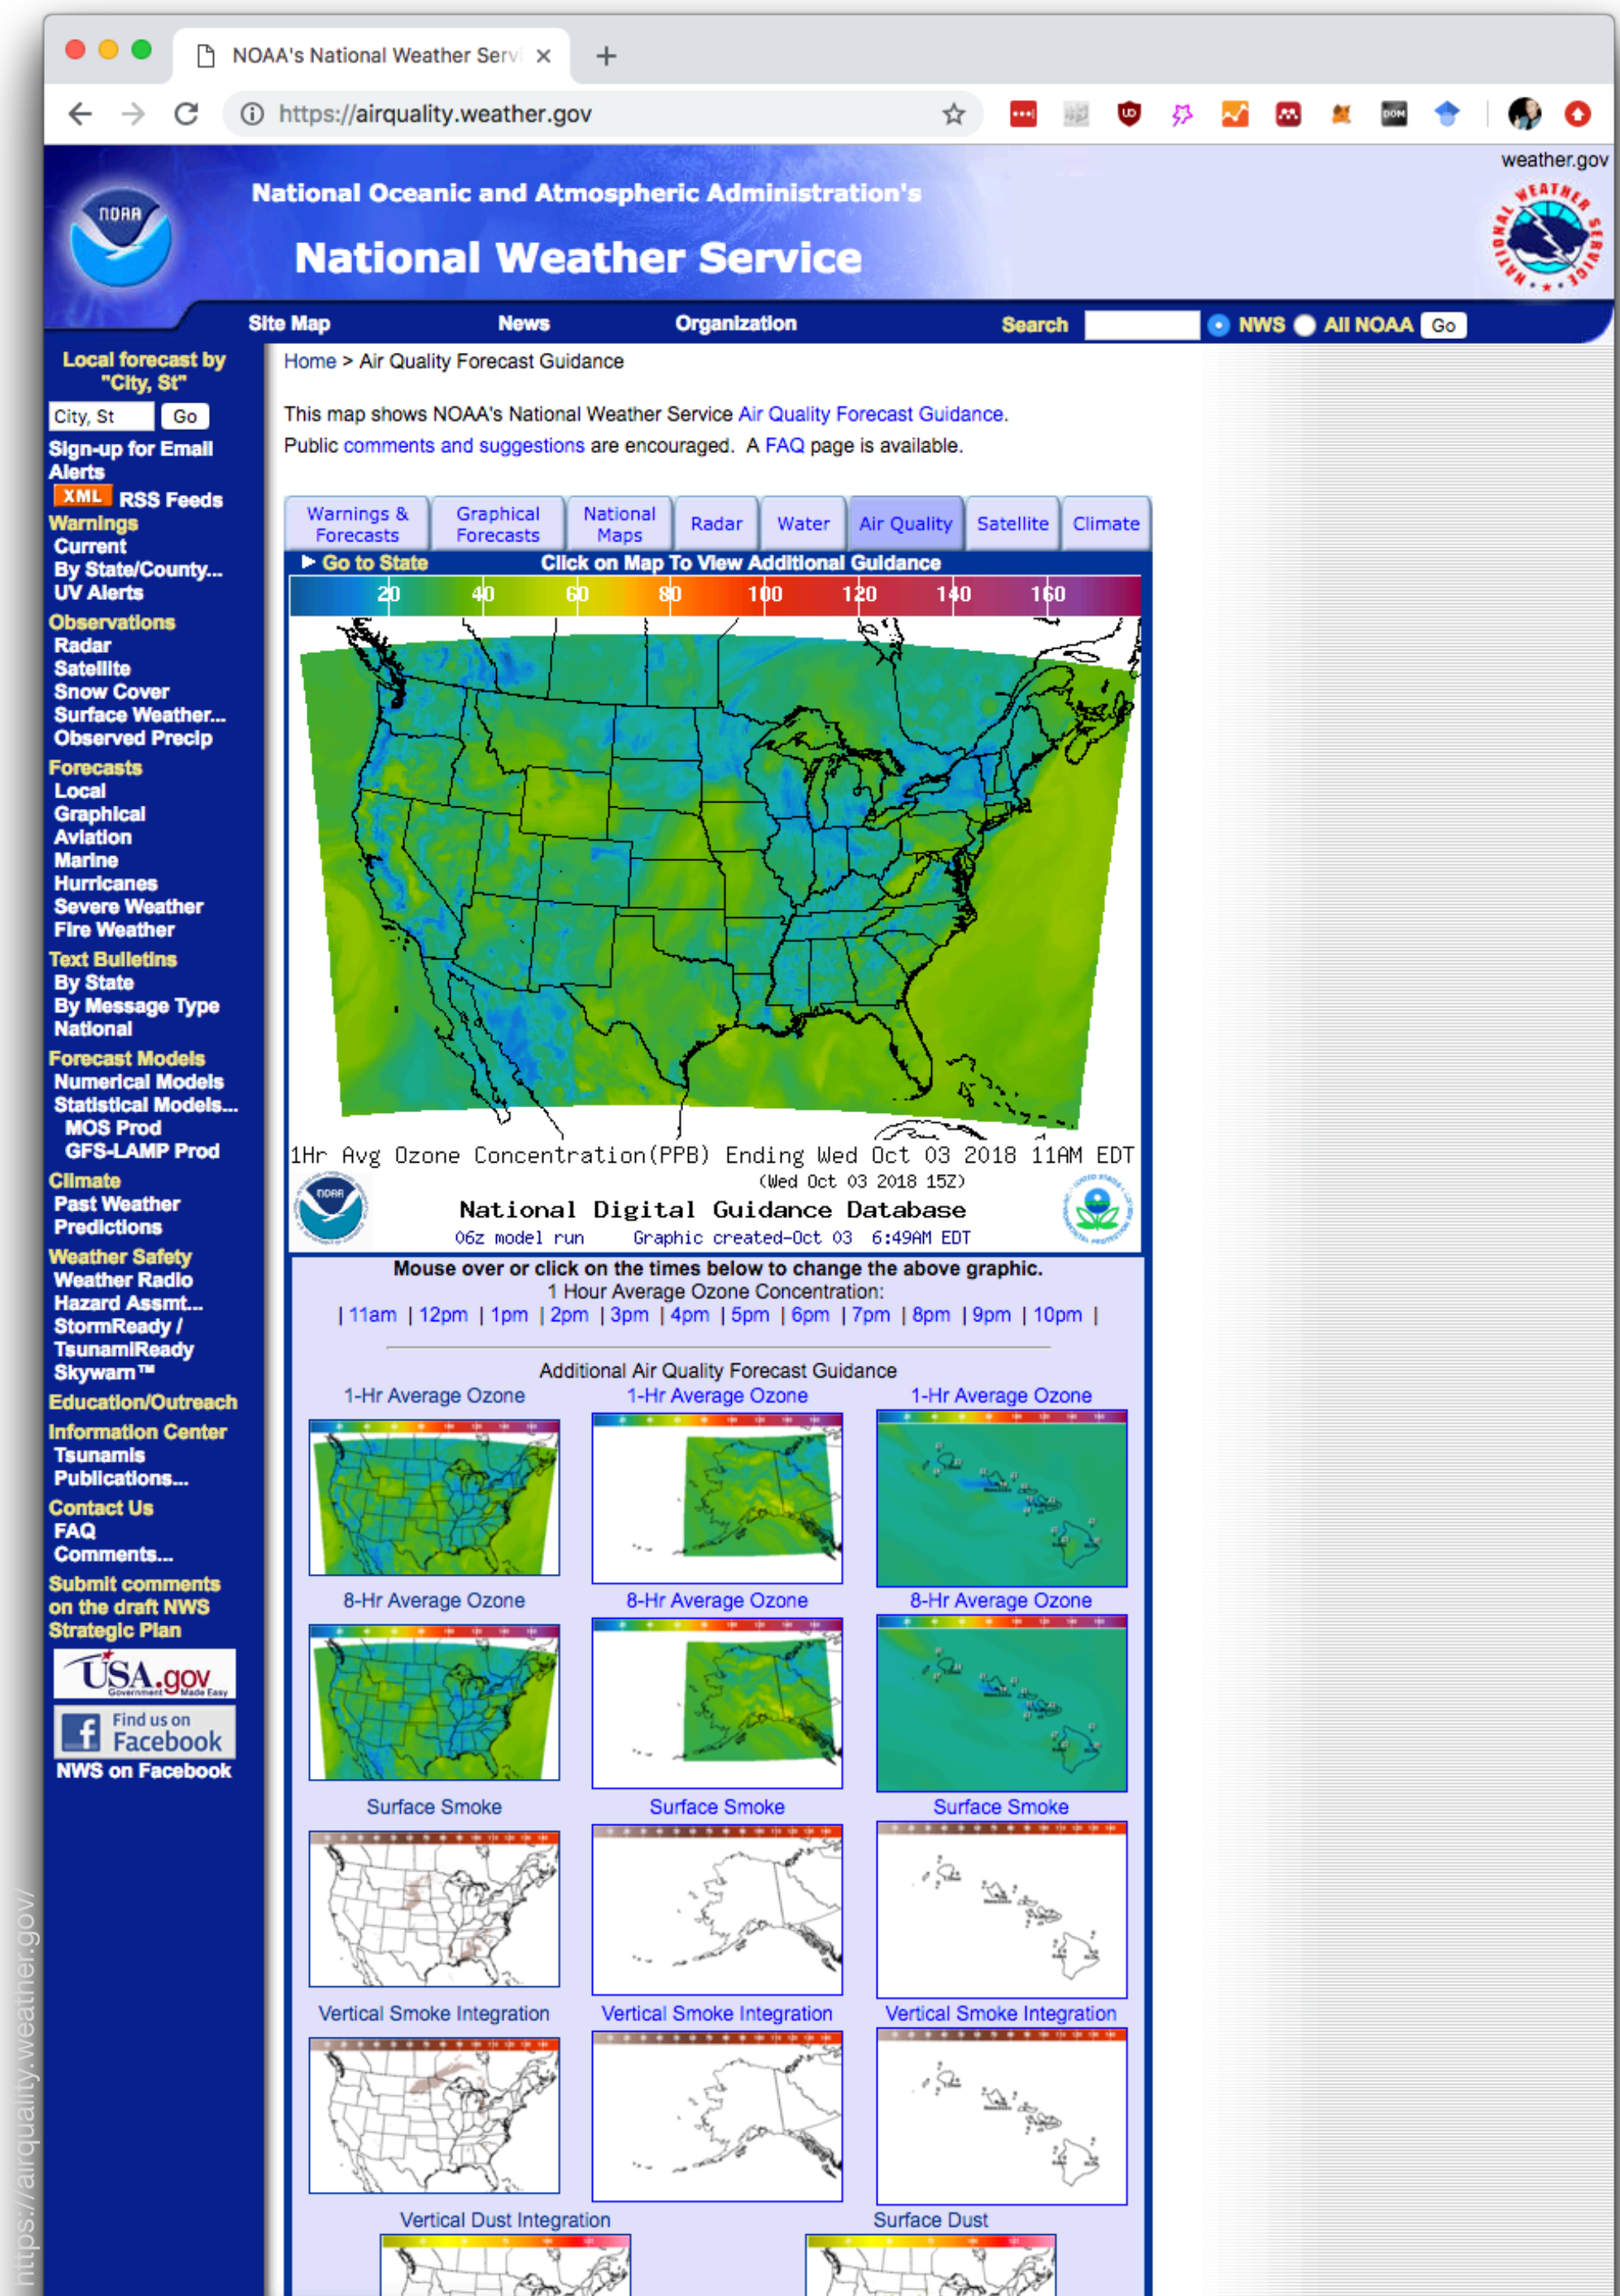 NOAA's National Weather Servi
https://airquality.weather.gov
weather.gov
NOAA
National Oceanic and Atmospheric Administration's
National Weather Service
NATIONAL WEATHER SERVICE
Site Map News Organization Search NWS All NOAA Go
Local forecast by
"City, St"
City, St Go
Sign-up for Email
Alerts
XML RSS Feeds
Warnings
Current
By State/County...
UV Alerts
Observations
Radar
Satellite
Snow Cover
Surface Weather...
Observed Precip
Forecasts
Local
Graphical
Aviation
Marine
Hurricanes
Severe Weather
Fire Weather
Text Bulletins
By State
By Message Type
National
Forecast Models
Numerical Models
Statistical Models...
MOS Prod
GFS-LAMP Prod
Climate
Past Weather
Predictions
Weather Safety
Weather Radio
Hazard Assmt...
StormReady /
TsunamiReady
Skywarn™
Education/Outreach
Information Center
Tsunamis
Publications...
Contact Us
FAQ
Comments...
Submit comments
on the draft NWS
Strategic Plan
USA.gov
Government Made Easy
Find us on
Facebook
NWS on Facebook
Home > Air Quality Forecast Guidance
This map shows NOAA's National Weather Service Air Quality Forecast Guidance.
Public comments and suggestions are encouraged. A FAQ page is available.
Warnings & Forecasts Graphical Forecasts National Maps Radar Water Air Quality Satellite Climate
Go to State Click on Map To View Additional Guidance
20 40 60 80 100 120 140 160
1Hr Avg Ozone Concentration(PPB) Ending Wed Oct 03 2018 11AM EDT
(Wed Oct 03 2018 15Z)
National Digital Guidance Database
06z model run Graphic created-Oct 03 6:49AM EDT
Mouse over or click on the times below to change the above graphic.
1 Hour Average Ozone Concentration:
| 11am | 12pm | 1pm | 2pm | 3pm | 4pm | 5pm | 6pm | 7pm | 8pm | 9pm | 10pm |
Additional Air Quality Forecast Guidance
1-Hr Average Ozone 1-Hr Average Ozone 1-Hr Average Ozone
8-Hr Average Ozone 8-Hr Average Ozone 8-Hr Average Ozone
Surface Smoke Surface Smoke Surface Smoke
Vertical Smoke Integration Vertical Smoke Integration Vertical Smoke Integration
Vertical Dust Integration Surface Dust
https://airquality.weather.gov/